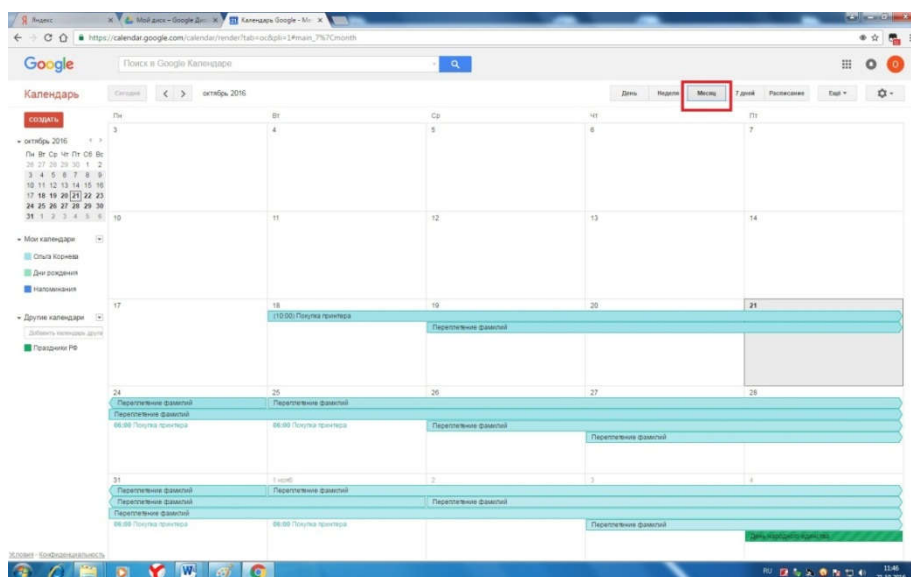 Яндекс
Мой диск – Google Ди
Календарь Google - Мо
https://calendar.google.com/calendar/render?tab=oc&pli=1#main_7%7Cmonth
Google
Поиск в Google Календаре
O
Календарь
Сегодня
октябрь 2016
День
Неделя
Месяц
7 дней
Расписание
Ещё
СОЗДАТЬ
октябрь 2016
Пн Вт Ср Чт Пт Сб Вс
26 27 28 29 30 1 2
3 4 5 6 7 8 9
10 11 12 13 14 15 16
17 18 19 20 21 22 23
24 25 26 27 28 29 30
31 1 2 3 4 5 6
Мои календари
Ольга Корнева
Дни рождения
Напоминания
Другие календари
Добавить календарь друга
Праздники РФ
Пн Вт Ср Чт Пт
3 4 5 6 7
10 11 12 13 14
17 18 19 20 21
(10:00) Покупка принтера
Переплетение фамилий
24 25 26 27 28
Переплетение фамилий Переплетение фамилий
Переплетение фамилий
06:00 Покупка принтера 06:00 Покупка принтера Переплетение фамилий
Переплетение фамилий
31 1 нояб 2 3 4
Переплетение фамилий Переплетение фамилий
Переплетение фамилий Переплетение фамилий
Переплетение фамилий
06:00 Покупка принтера 06:00 Покупка принтера Переплетение фамилий
День народного единства
Условия - Конфиденциальность
RU
11:46